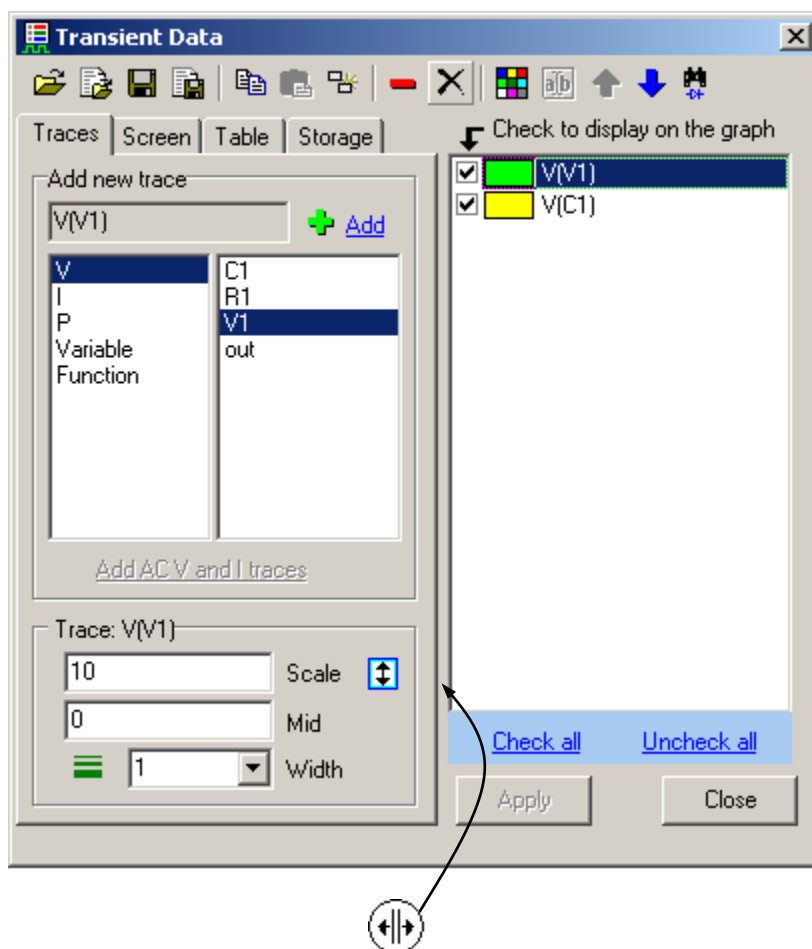 Transient Data
Traces Screen Table Storage
Check to display on the graph
Add new trace
V(V1)
Add
V
I
P
Variable
Function
C1
R1
V1
out
Add AC V and I traces
Trace: V(V1)
10 Scale
0 Mid
1 Width
V(V1)
V(C1)
Check all Uncheck all
Apply Close